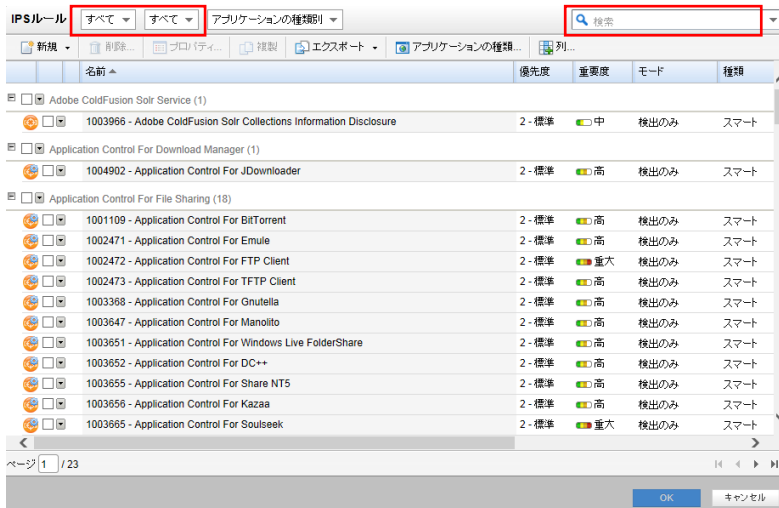 IPSルール すべて すべて アプリケーションの種類別 検索
新規 削除... プロパティ... 複製 エクスポート アプリケーションの種類... 列...
名前 優先度 重要度 モード 種類
Adobe ColdFusion Solr Service (1)
1003966 - Adobe ColdFusion Solr Collections Information Disclosure 2 - 標準 中 検出のみ スマート
Application Control For Download Manager (1)
1004902 - Application Control For JDownloader 2 - 標準 高 検出のみ スマート
Application Control For File Sharing (18)
1001109 - Application Control For BitTorrent 2 - 標準 高 検出のみ スマート
1002471 - Application Control For Emule 2 - 標準 高 検出のみ スマート
1002472 - Application Control For FTP Client 2 - 標準 重大 検出のみ スマート
1002473 - Application Control For TFTP Client 2 - 標準 高 検出のみ スマート
1003368 - Application Control For Gnutella 2 - 標準 高 検出のみ スマート
1003647 - Application Control For Manolito 2 - 標準 高 検出のみ スマート
1003651 - Application Control For Windows Live FolderShare 2 - 標準 高 検出のみ スマート
1003652 - Application Control For DC++ 2 - 標準 高 検出のみ スマート
1003655 - Application Control For Share NT5 2 - 標準 高 検出のみ スマート
1003656 - Application Control For Kazaa 2 - 標準 高 検出のみ スマート
1003665 - Application Control For Soulseek 2 - 標準 重大 検出のみ スマート
ページ 1 / 23
OK キャンセル